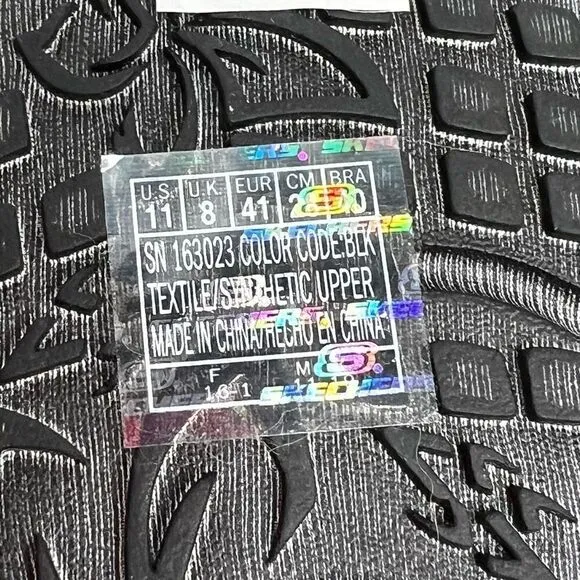 U.S. U.K. EUR CM BRA
11 8 41
SN 163023 COLOR CODE:BLK
TEXTILE/SYNTHETIC UPPER
MADE IN CHINA/HECHO EN CHINA
F M
SKECHERS